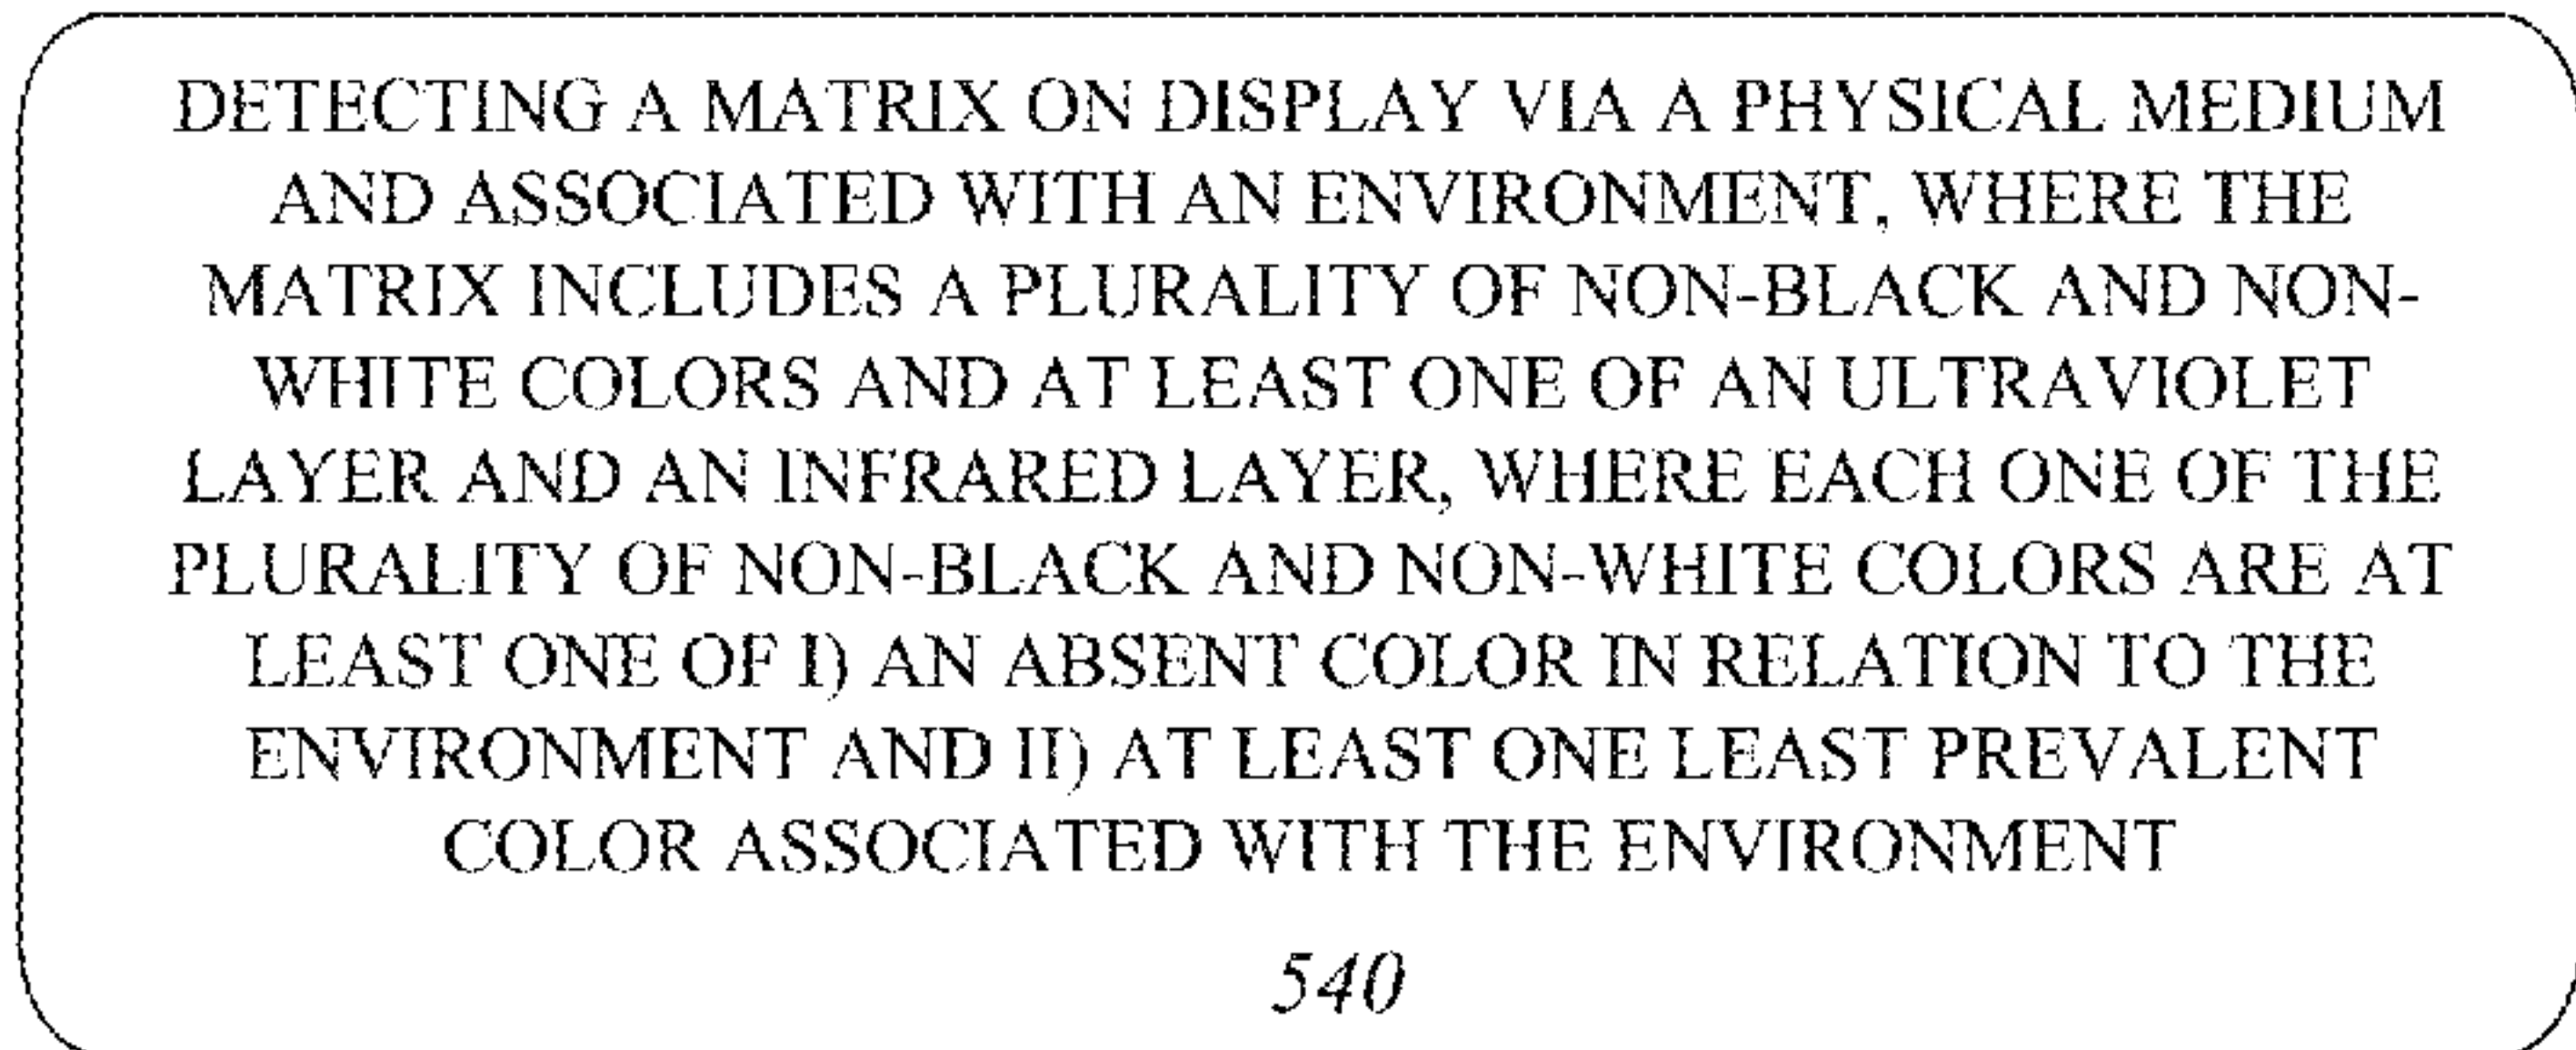 DETECTING A MATRIX ON DISPLAY VIA A PHYSICAL MEDIUM
AND ASSOCIATED WITH AN ENVIRONMENT, WHERE THE
MATRIX INCLUDES A PLURALITY OF NON-BLACK AND NON-
WHITE COLORS AND AT LEAST ONE OF AN ULTRAVIOLET
LAYER AND AN INFRARED LAYER, WHERE EACH ONE OF THE
PLURALITY OF NON-BLACK AND NON-WHITE COLORS ARE AT
LEAST ONE OF I) AN ABSENT COLOR IN RELATION TO THE
ENVIRONMENT AND II) AT LEAST ONE LEAST PREVALENT
COLOR ASSOCIATED WITH THE ENVIRONMENT
540